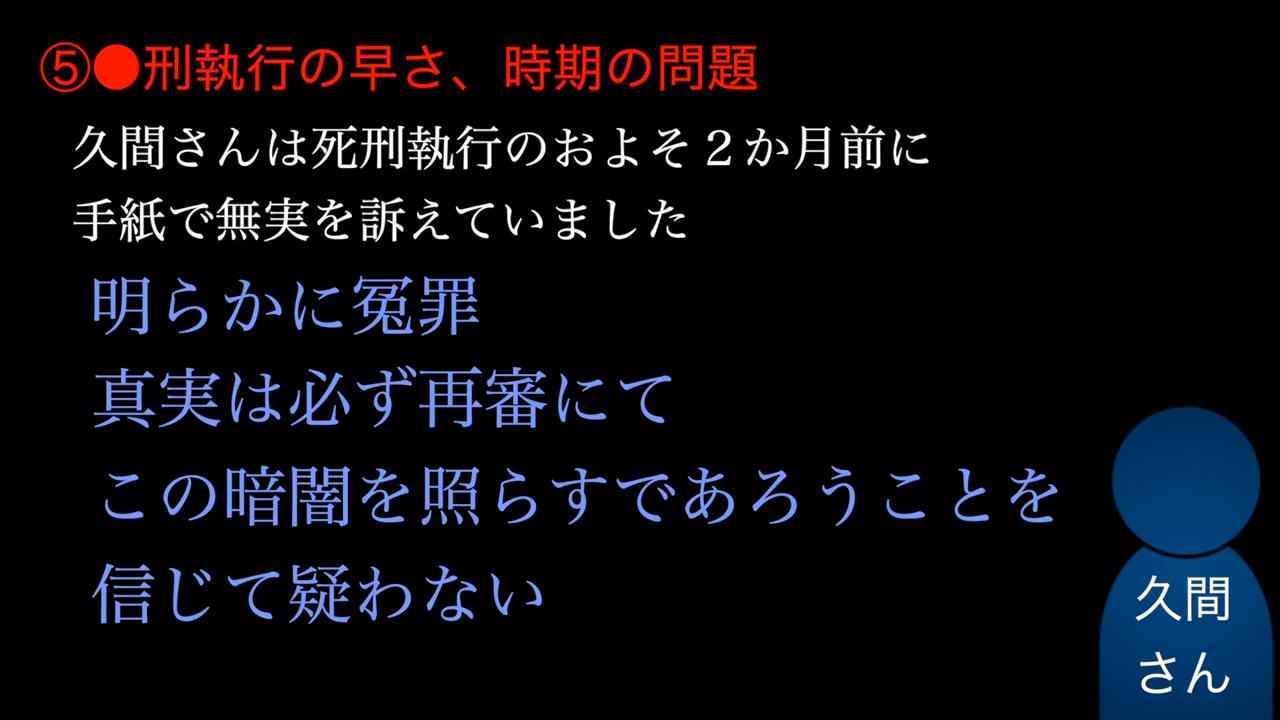 ⑤●刑執行の早さ、時期の問題
久間さんは死刑執行のおよそ２か月前に
手紙で無実を訴えていました
明らかに冤罪
真実は必ず再審にて
この暗闇を照らすであろうことを
信じて疑わない
久間
さん